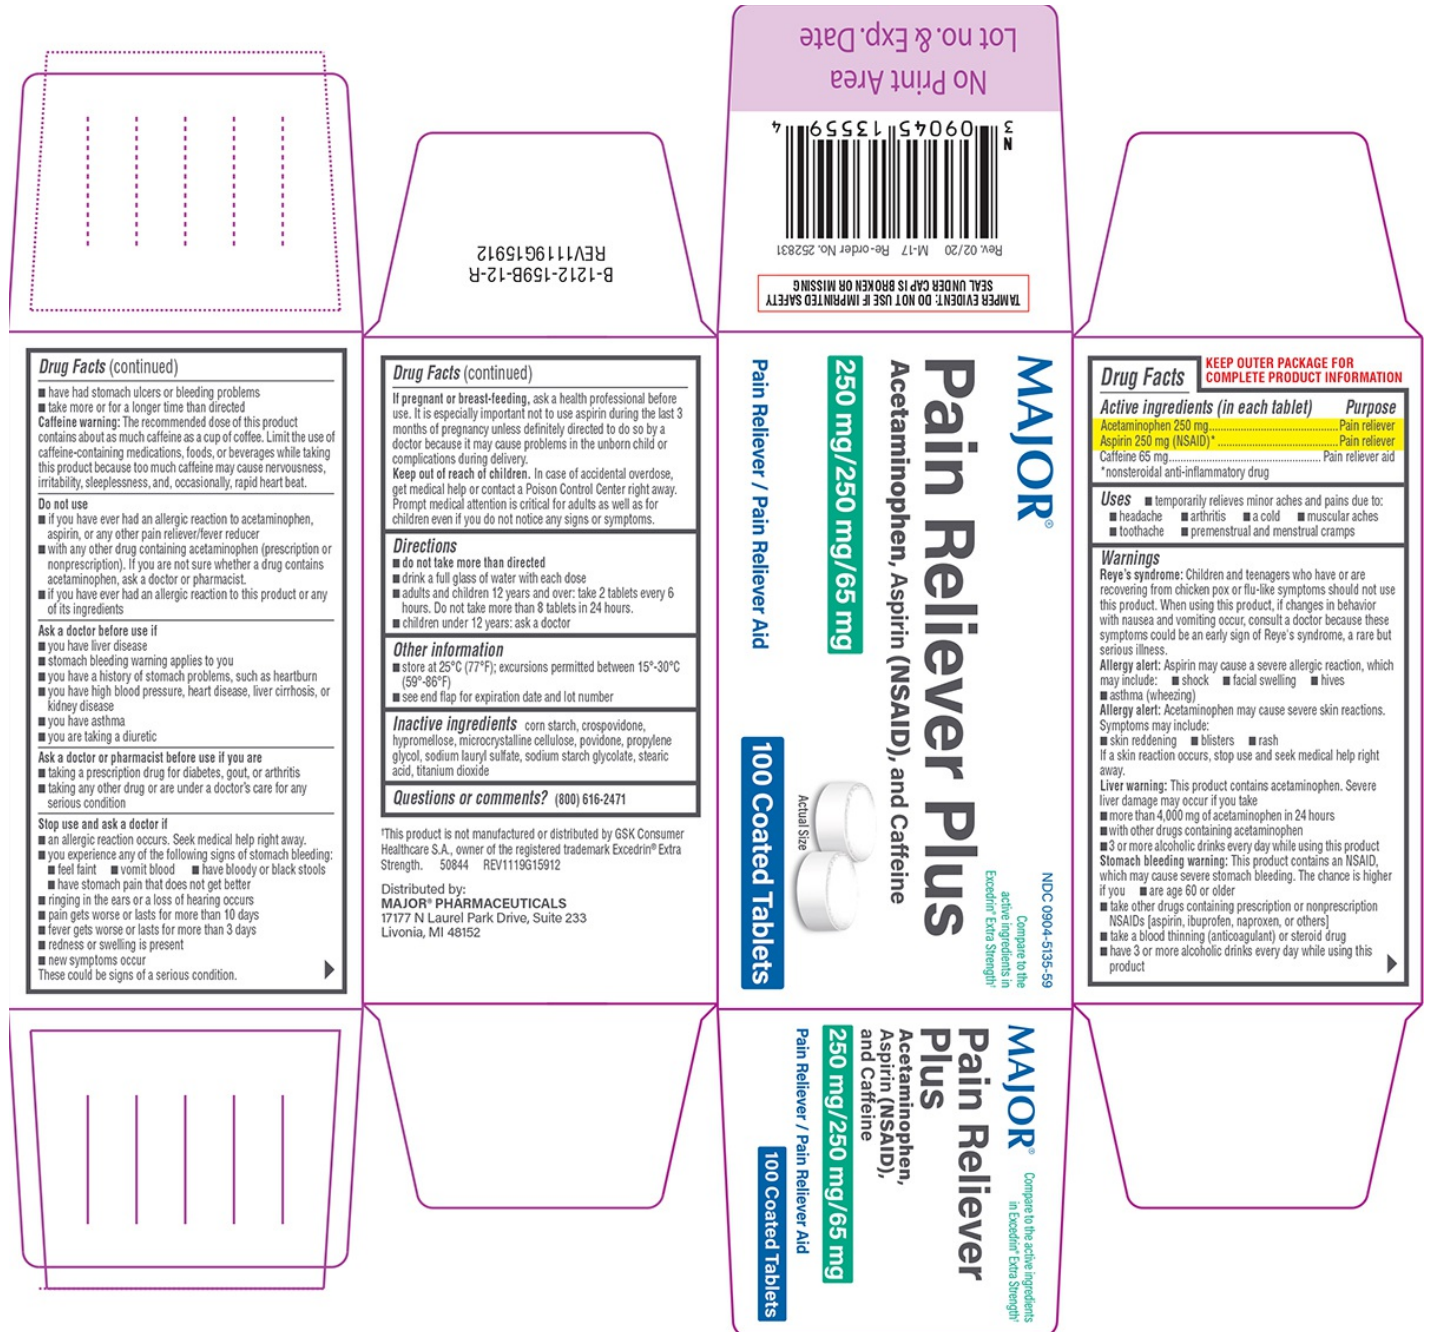 Drug Facts (continued)
■ have had stomach ulcers or bleeding problems
■ take more or for a longer time than directed
Caffeine warning: The recommended dose of this product
contains about as much caffeine as a cup of coffee. Limit the use of
caffeine-containing medications, foods, or beverages while taking
this product because too much caffeine may cause nervousness,
irritability, sleeplessness, and, occasionally, rapid heart beat.
Do not use
■ if you have ever had an allergic reaction to acetaminophen,
aspirin, or any other pain reliever/fever reducer
■ with any other drug containing acetaminophen (prescription or
nonprescription). If you are not sure whether a drug contains
acetaminophen, ask a doctor or pharmacist.
■ if you have ever had an allergic reaction to this product or any
of its ingredients
Ask a doctor before use if
■ you have liver disease
■ stomach bleeding warning applies to you
■ you have a history of stomach problems, such as heartburn
■ you have high blood pressure, heart disease, liver cirrhosis, or
kidney disease
■ you have asthma
■ you are taking a diuretic
Ask a doctor or pharmacist before use if you are
■ taking a prescription drug for diabetes, gout, or arthritis
■ taking any other drug or are under a doctor's care for any
serious condition
Stop use and ask a doctor if
■ an allergic reaction occurs. Seek medical help right away.
■ you experience any of the following signs of stomach bleeding:
■ feel faint ■ vomit blood ■ have bloody or black stools
■ have stomach pain that does not get better
■ ringing in the ears or a loss of hearing occurs
■ pain gets worse or lasts for more than 10 days
■ fever gets worse or lasts for more than 3 days
■ redness or swelling is present
■ new symptoms occur
These could be signs of a serious condition.
B-1212-159B-12-R
REV1119G15912
Drug Facts (continued)
If pregnant or breast-feeding, ask a health professional before
use. It is especially important not to use aspirin during the last 3
months of pregnancy unless definitely directed to do so by a
doctor because it may cause problems in the unborn child or
complications during delivery.
Keep out of reach of children. In case of accidental overdose,
get medical help or contact a Poison Control Center right away.
Prompt medical attention is critical for adults as well as for
children even if you do not notice any signs or symptoms.
Directions
■ do not take more than directed
■ drink a full glass of water with each dose
■ adults and children 12 years and over: take 2 tablets every 6
hours. Do not take more than 8 tablets in 24 hours.
■ children under 12 years: ask a doctor
Other information
■ store at 25°C (77°F); excursions permitted between 15°-30°C
(59°-86°F)
■ see end flap for expiration date and lot number
Inactive ingredients corn starch, crospovidone,
hypromellose, microcrystalline cellulose, povidone, propylene
glycol, sodium lauryl sulfate, sodium starch glycolate, stearic
acid, titanium dioxide
Questions or comments? (800) 616-2471
†This product is not manufactured or distributed by GSK Consumer
Healthcare S.A., owner of the registered trademark Excedrin® Extra
Strength. 50844 REV1119G15912
Distributed by:
MAJOR® PHARMACEUTICALS
17177 N Laurel Park Drive, Suite 233
Livonia, MI 48152
No Print Area
Lot no. & Exp. Date
TAMPER EVIDENT: DO NOT USE IF IMPRINTED SAFETY
SEAL UNDER CAP IS BROKEN OR MISSING
Rev. 02/20 M-17 Re-order No. 252831
N
3 09045 13559 4
MAJOR®
NDC 0904-5135-59
Pain Reliever Plus
Compare to the
active ingredients in
Excedrin® Extra Strength†
Acetaminophen, Aspirin (NSAID), and Caffeine
250 mg/250 mg/65 mg
Actual Size
Pain Reliever / Pain Reliever Aid
100 Coated Tablets
MAJOR®
Compare to the active ingredients
in Excedrin® Extra Strength†
Pain Reliever
Plus
Acetaminophen,
Aspirin (NSAID),
and Caffeine
250 mg/250 mg/65 mg
Pain Reliever / Pain Reliever Aid
100 Coated Tablets
Drug Facts
KEEP OUTER PACKAGE FOR
COMPLETE PRODUCT INFORMATION
Active ingredients (in each tablet) Purpose
Acetaminophen 250 mg..............................Pain reliever
Aspirin 250 mg (NSAID)*............................Pain reliever
Caffeine 65 mg.....................................Pain reliever aid
*nonsteroidal anti-inflammatory drug
Uses ■ temporarily relieves minor aches and pains due to:
■ headache ■ arthritis ■ a cold ■ muscular aches
■ toothache ■ premenstrual and menstrual cramps
Warnings
Reye's syndrome: Children and teenagers who have or are
recovering from chicken pox or flu-like symptoms should not use
this product. When using this product, if changes in behavior
with nausea and vomiting occur, consult a doctor because these
symptoms could be an early sign of Reye's syndrome, a rare but
serious illness.
Allergy alert: Aspirin may cause a severe allergic reaction, which
may include: ■ shock ■ facial swelling ■ hives
■ asthma (wheezing)
Allergy alert: Acetaminophen may cause severe skin reactions.
Symptoms may include:
■ skin reddening ■ blisters ■ rash
If a skin reaction occurs, stop use and seek medical help right
away.
Liver warning: This product contains acetaminophen. Severe
liver damage may occur if you take
■ more than 4,000 mg of acetaminophen in 24 hours
■ with other drugs containing acetaminophen
■ 3 or more alcoholic drinks every day while using this product
Stomach bleeding warning: This product contains an NSAID,
which may cause severe stomach bleeding. The chance is higher
if you ■ are age 60 or older
■ take other drugs containing prescription or nonprescription
NSAIDs [aspirin, ibuprofen, naproxen, or others]
■ take a blood thinning (anticoagulant) or steroid drug
■ have 3 or more alcoholic drinks every day while using this
product